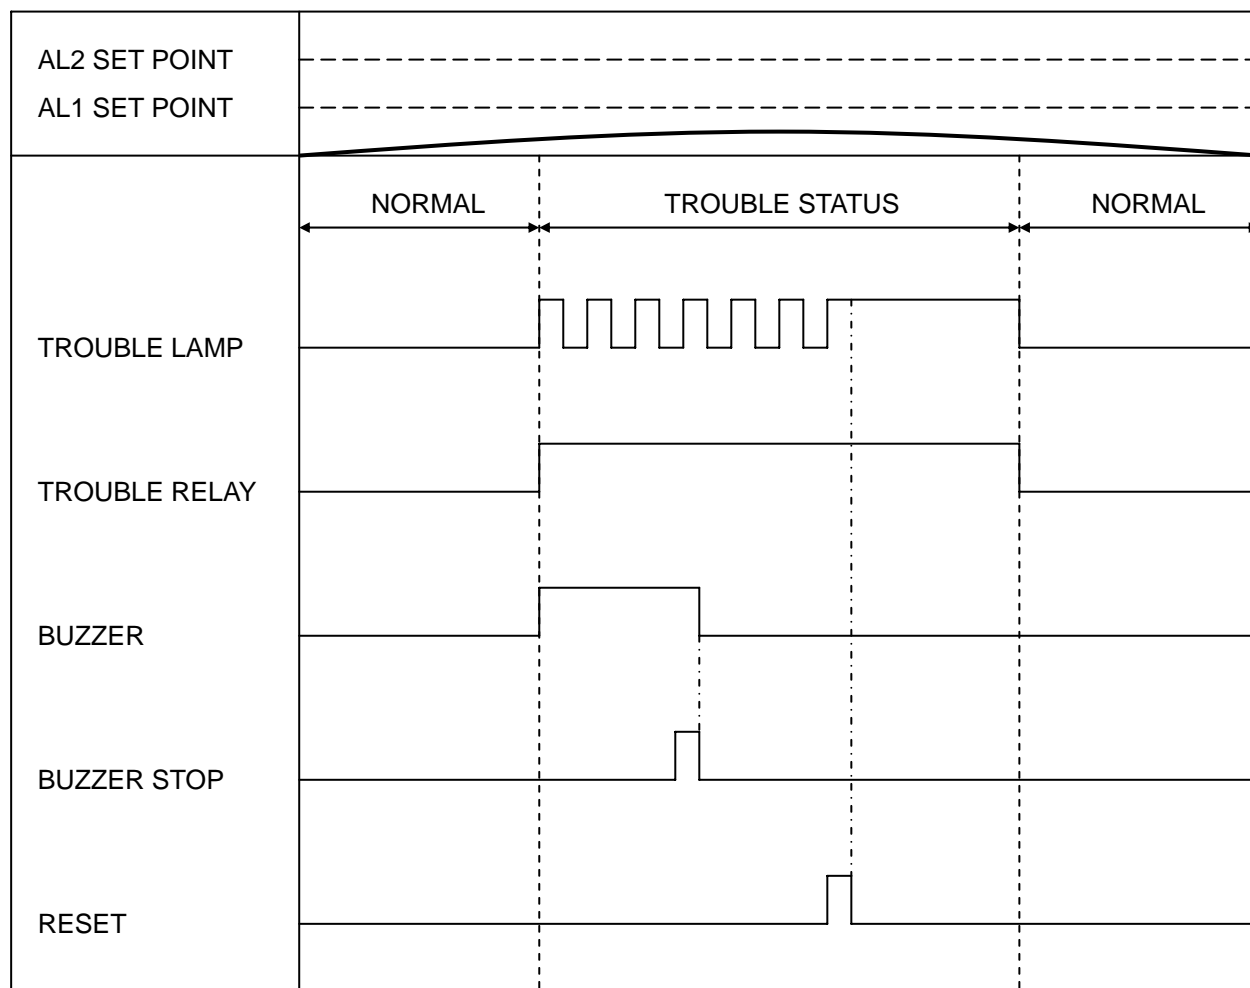 AL2 SET POINT
AL1 SET POINT
NORMAL TROUBLE STATUS NORMAL
TROUBLE LAMP
TROUBLE RELAY
BUZZER
BUZZER STOP
RESET